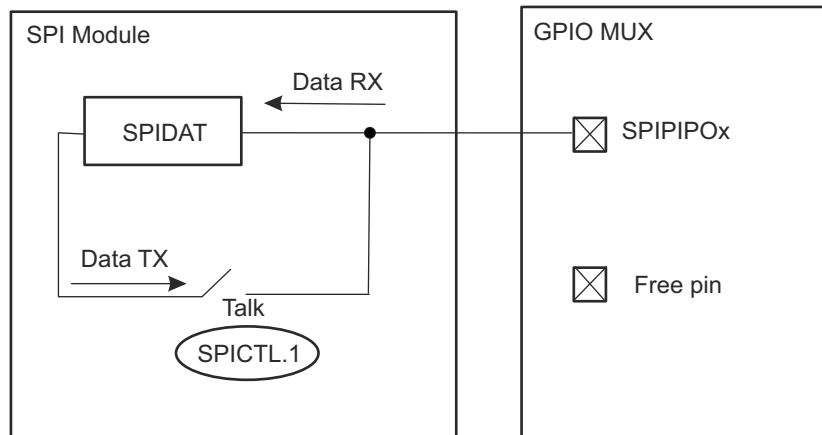 SPI Module
GPIO MUX
Data RX
SPIDAT
SPIPIPOx
Data TX
Talk
Free pin
SPICTL.1